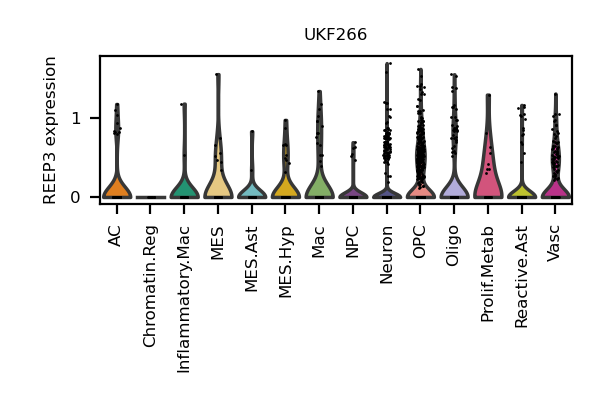 UKF266
REEP3 expression
1
0
AC
Chromatin.Reg
Inflammatory.Mac
MES
MES.Ast
MES.Hyp
Mac
NPC
Neuron
OPC
Oligo
Prolif.Metab
Reactive.Ast
Vasc